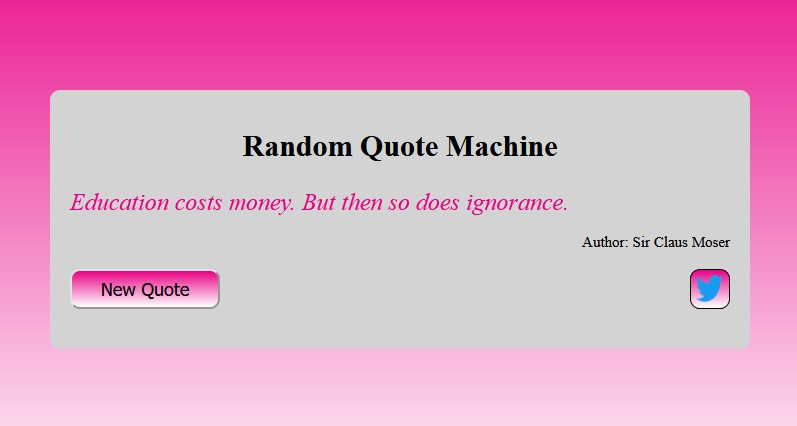 Random Quote Machine
Education costs money. But then so does ignorance.
Author: Sir Claus Moser
New Quote